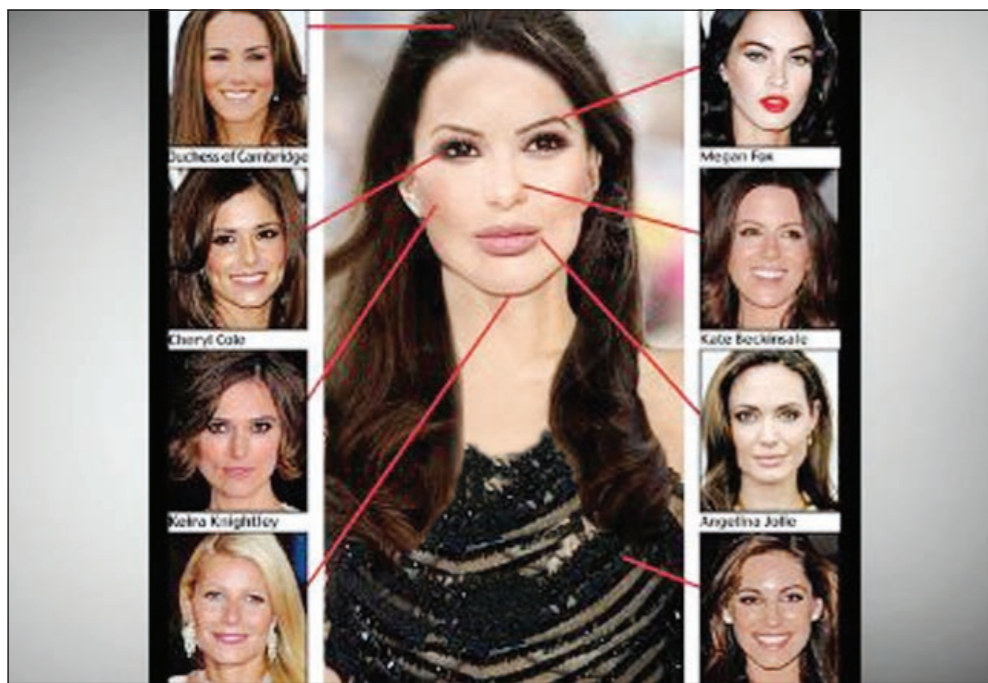 Duchess of Cambridge
Megan Fox
Cheryl Cole
Kate Beckinsale
Keira Knightley
Angelina Jolie